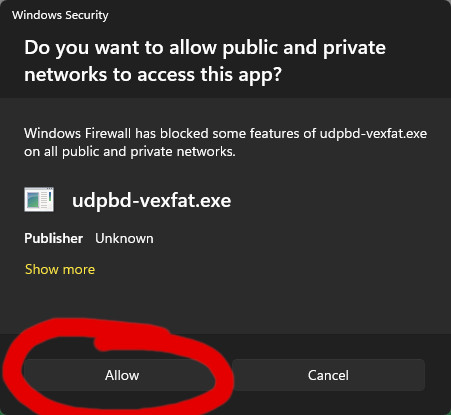 Windows Security
Do you want to allow public and private
networks to access this app?
Windows Firewall has blocked some features of udpbd-vexfat.exe
on all public and private networks.
udpbd-vexfat.exe
Publisher Unknown
Show more
Allow Cancel